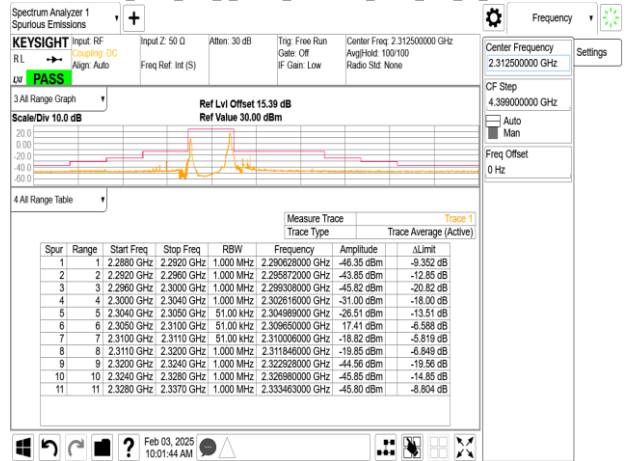 Spectrum Analyzer 1
Spurious Emissions
Frequency
KEYSIGHT Input: RF Input Z: 50 Ω Atten: 30 dB Trig: Free Run Center Freq: 2.312500000 GHz
Coupling: DC Gate: Off Avg|Hold: 100/100
RL Align: Auto Freq Ref: Int (S) IF Gain: Low Radio Std: None
LXI PASS
Center Frequency
2.312500000 GHz
Settings
CF Step
4.399000000 GHz
Auto
Man
Freq Offset
0 Hz
3 All Range Graph
Ref Lvl Offset 15.39 dB
Scale/Div 10.0 dB Ref Value 30.00 dBm
20.0
0.00
-20.0
-40.0
-60.0
4 All Range Table
Measure Trace Trace 1
Trace Type Trace Average (Active)
Spur Range Start Freq Stop Freq RBW Frequency Amplitude ΔLimit
1 1 2.2880 GHz 2.2920 GHz 1.000 MHz 2.290628000 GHz -46.35 dBm -9.352 dB
2 2 2.2920 GHz 2.2960 GHz 1.000 MHz 2.295872000 GHz -43.85 dBm -12.85 dB
3 3 2.2960 GHz 2.3000 GHz 1.000 MHz 2.299308000 GHz -45.82 dBm -20.82 dB
4 4 2.3000 GHz 2.3040 GHz 1.000 MHz 2.302616000 GHz -31.00 dBm -18.00 dB
5 5 2.3040 GHz 2.3050 GHz 51.00 kHz 2.304989000 GHz -26.51 dBm -13.51 dB
6 6 2.3050 GHz 2.3100 GHz 51.00 kHz 2.309650000 GHz 17.41 dBm -6.588 dB
7 7 2.3100 GHz 2.3110 GHz 51.00 kHz 2.310006000 GHz -18.82 dBm -5.819 dB
8 8 2.3110 GHz 2.3200 GHz 1.000 MHz 2.311846000 GHz -19.85 dBm -6.849 dB
9 9 2.3200 GHz 2.3240 GHz 1.000 MHz 2.322928000 GHz -44.56 dBm -19.56 dB
10 10 2.3240 GHz 2.3280 GHz 1.000 MHz 2.326980000 GHz -45.85 dBm -14.85 dB
11 11 2.3280 GHz 2.3370 GHz 1.000 MHz 2.333463000 GHz -45.80 dBm -8.804 dB
Feb 03, 2025
10:01:44 AM